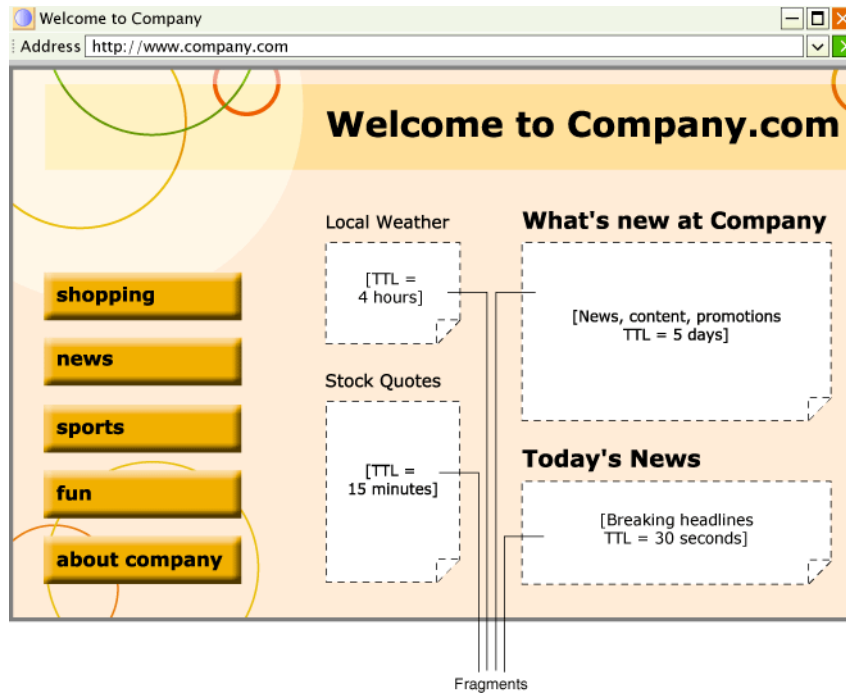 Welcome to Company
Address http://www.company.com
Welcome to Company.com
Local Weather
[TTL =
4 hours]
What's new at Company
[News, content, promotions
TTL = 5 days]
shopping
news
sports
fun
about company
Stock Quotes
[TTL =
15 minutes]
Today's News
[Breaking headlines
TTL = 30 seconds]
Fragments